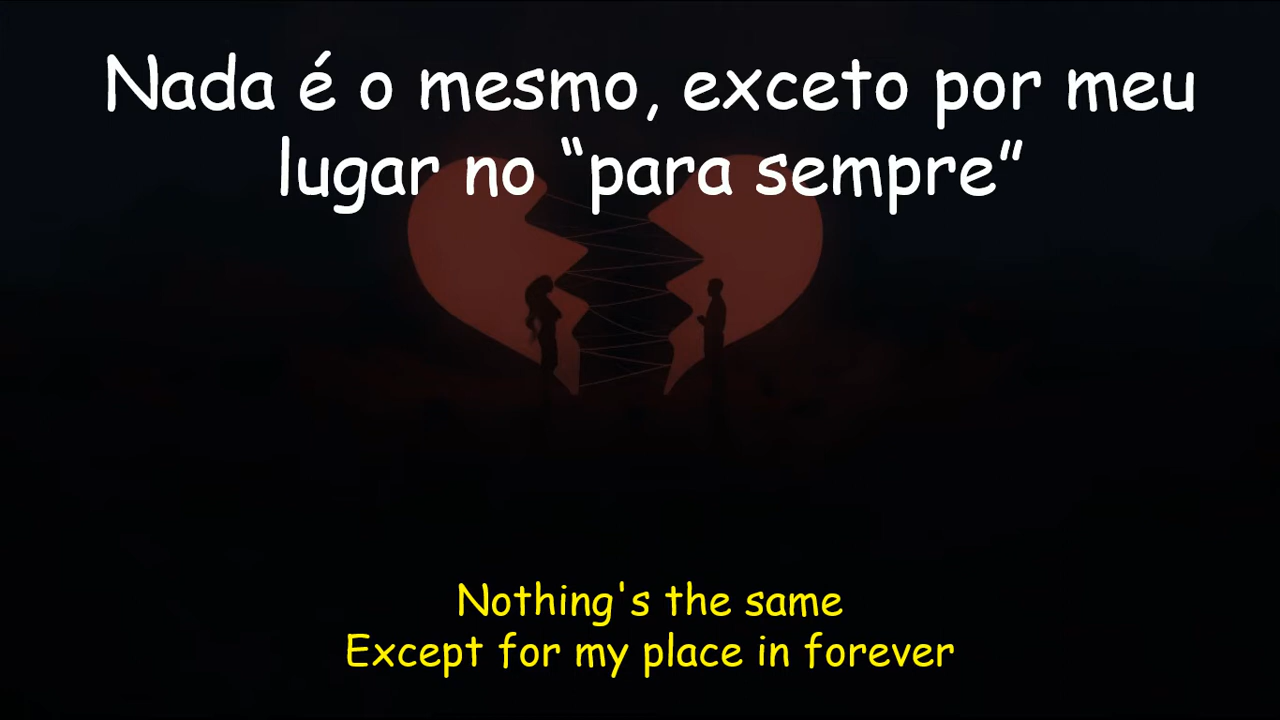 Nada é o mesmo, exceto por meu
lugar no “para sempre”
Nothing's the same
Except for my place in forever